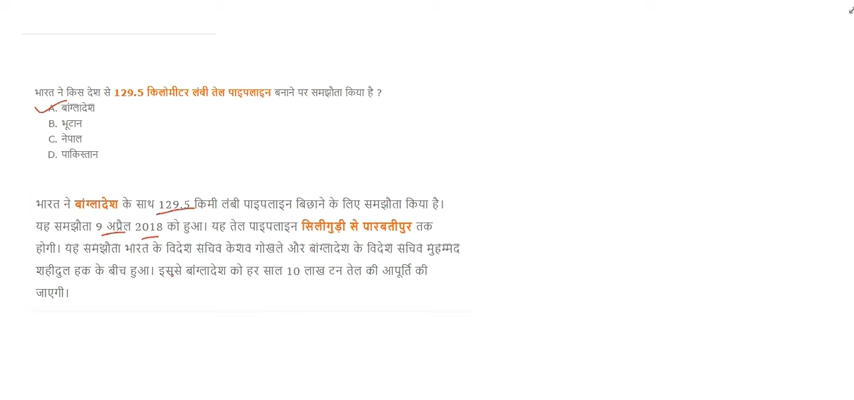 भारत ने किस देश से 129.5 किलोमीटर लंबी तेल पाइपलाइन बनाने पर समझौता किया है ?
A. बांग्लादेश
B. भूटान
C. नेपाल
D. पाकिस्तान
भारत ने बांग्लादेश के साथ 129.5 किमी लंबी पाइपलाइन बिछाने के लिए समझौता किया है।
यह समझौता 9 अप्रैल 2018 को हुआ। यह तेल पाइपलाइन सिलीगुड़ी से पारबतीपुर तक
होगी। यह समझौता भारत के विदेश सचिव केशव गोखले और बांग्लादेश के विदेश सचिव मुहम्मद
शहीदुल हक के बीच हुआ। इससे बांग्लादेश को हर साल 10 लाख टन तेल की आपूर्ति की
जाएगी।